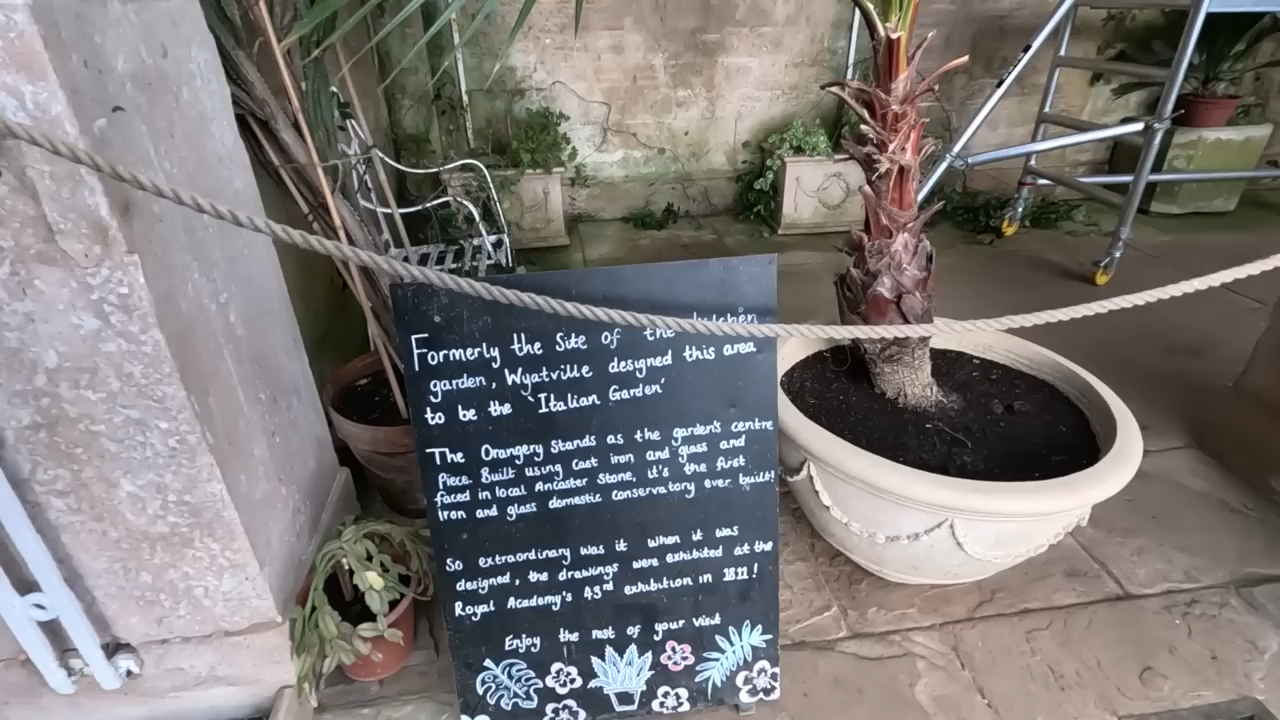 Formerly the Site of the kitchen
garden, Wyatville designed this area
to be the 'Italian Garden'
The Orangery Stands as the garden's centre
Piece. Built using Cast iron and glass and
faced in local Ancaster Stone, it's the first
Iron and glass domestic conservatory ever built!
So extraordinary was it when it was
designed, the drawings were exhibited at the
Royal Academy's 43rd exhibition in 1811!
Enjoy the rest of your visit